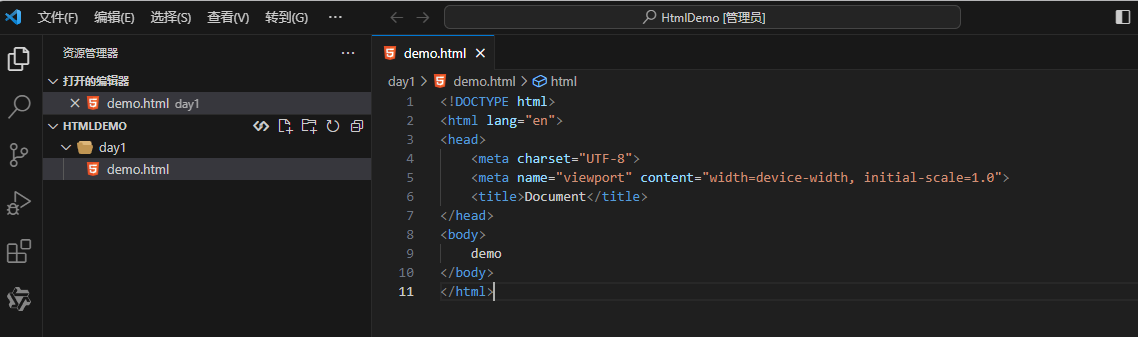 文件(F) 编辑(E) 选择(S) 查看(V) 转到(G) ··· HtmlDemo [管理员]
资源管理器 ···
打开的编辑器
demo.html day1
HTMLDEMO
day1
demo.html
demo.html
day1 > demo.html > html
1 <!DOCTYPE html>
2 <html lang="en">
3 <head>
4 <meta charset="UTF-8">
5 <meta name="viewport" content="width=device-width, initial-scale=1.0">
6 <title>Document</title>
7 </head>
8 <body>
9 demo
10 </body>
11 </html>